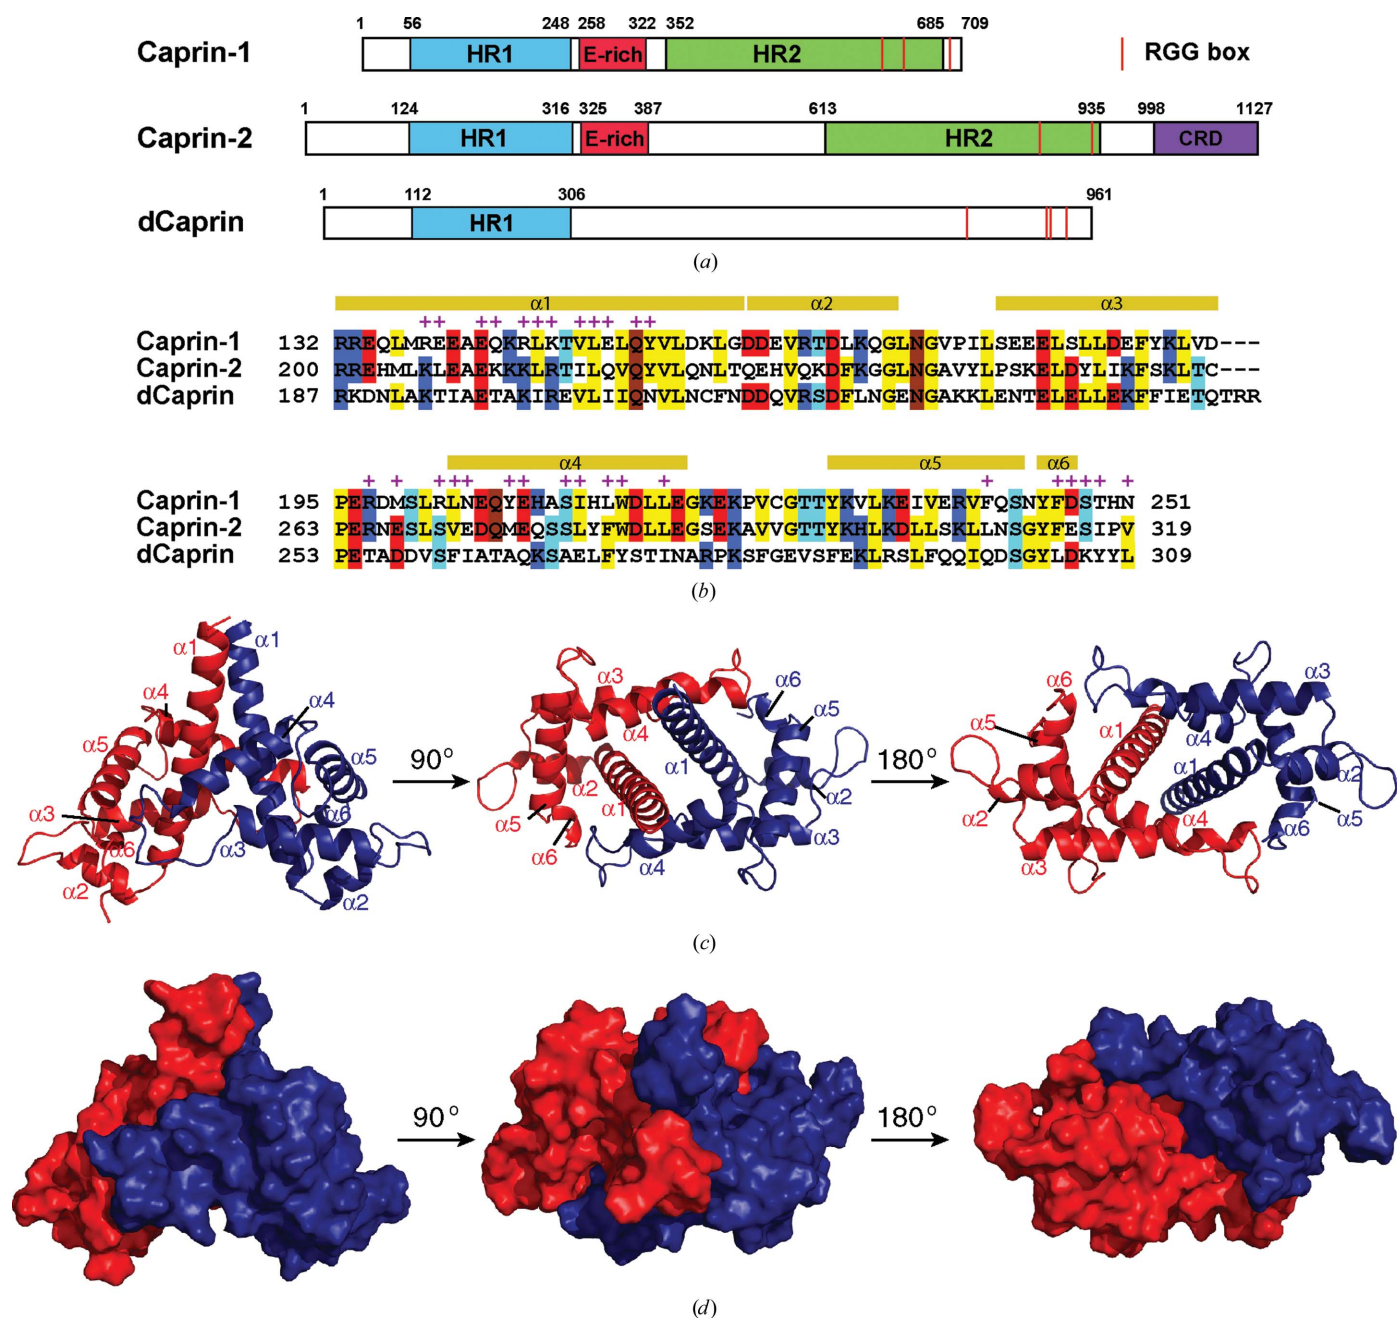 1 56 248 258 322 352 685 709
Caprin-1 HR1 E-rich HR2 RGG box
1 124 316 325 387 613 935 998 1127
Caprin-2 HR1 E-rich HR2 CRD
1 112 306 961
dCaprin HR1
(a)
α1 α2 α3
++ ++ +++ +++ ++
Caprin-1 132 RREQLMREEAEQKRLKTVLELQYVLDKLGDDEVRTDLKQGLNGVPILSEEELSLLDEFYKLVD---
Caprin-2 200 RREHMLKLEAEKKKLRTILQVQYVLQNLTQEHVQKDFKGGLNGAVYLPSKELDYLIKFSKLTC---
dCaprin 187 RKDNLAKTIAETAKIREVLIIQNVLNCFNDDQVRSDFLNGENGAKKLENTELELLEKFFIETQTRR
α4 α5 α6
+ + +++ ++ ++ ++ + + ++++ +
Caprin-1 195 PERDMSLRLNEQYEHASIHLWDLLEGKEKPVCGTTYKVLKEIVERVFQSNYFDSTHN 251
Caprin-2 263 PERNESLSVEDQMEQSSLYFWDLLEGSEKAVVGTTYKHLKDLLSKLLNSGYFESIPV 319
dCaprin 253 PETADDVSFIATAQKSAELFYSTINARPKSFGEVSFEKLRSLFQQIQDSGYLDKYYL 309
(b)
α1 α1 α4 α4 α5 α5 α3 α6 α6 α3 α2 α2
90°
α3 α6 α4 α5 α1 α2 α2 α1 α5 α3 α6 α4
180°
α6 α3 α5 α1 α4 α1 α2 α2 α4 α5 α6 α3
(c)
90°
180°
(d)